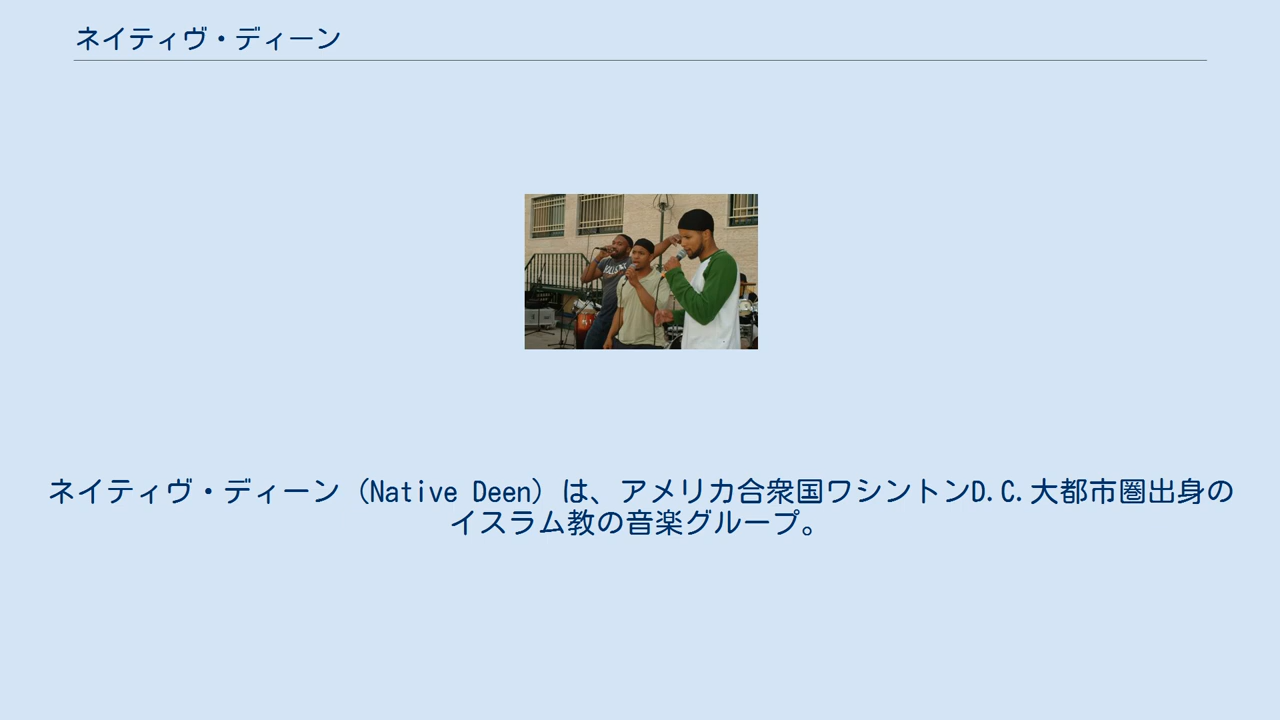 ネイティヴ・ディーン
ネイティヴ・ディーン（Native Deen）は、アメリカ合衆国ワシントンD.C.大都市圏出身の
イスラム教の音楽グループ。